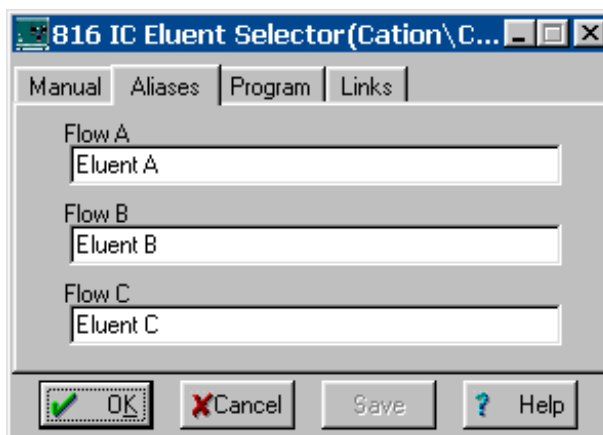 816 IC Eluent Selector(Cation\C...
Manual Aliases Program Links
Flow A
Eluent A
Flow B
Eluent B
Flow C
Eluent C
OK Cancel Save ? Help